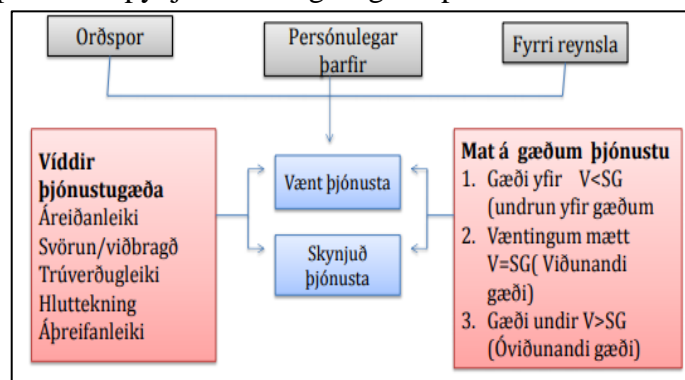 Orðspor
Persónulegar
þarfir
Fyrri reynsla
Víddir
þjónustugæða
Áreiðanleiki
Svörun/viðbragð
Trúverðugleiki
Hluttekning
Áþreifanleiki
Vænt þjónusta
Skynjuð
þjónusta
Mat á gæðum þjónustu
1. Gæði yfir V<SG
(undrun yfir gæðum
2. Væntingum mætt
V=SG( Viðunandi
gæði)
3. Gæði undir V>SG
(Óviðunandi gæði)